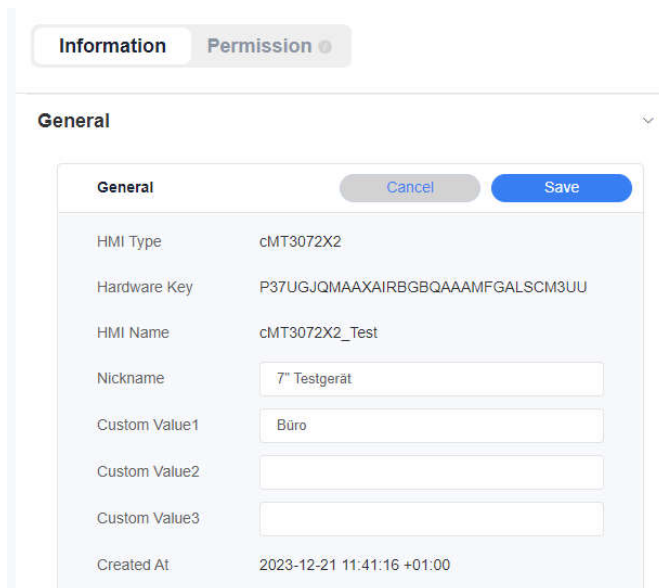 Information Permission
General
General Cancel Save
HMI Type cMT3072X2
Hardware Key P37UGJQMAAXAIRBGBQAAAMFGALSCM3UU
HMI Name cMT3072X2_Test
Nickname 7" Testgerät
Custom Value1 Büro
Custom Value2
Custom Value3
Created At 2023-12-21 11:41:16 +01:00